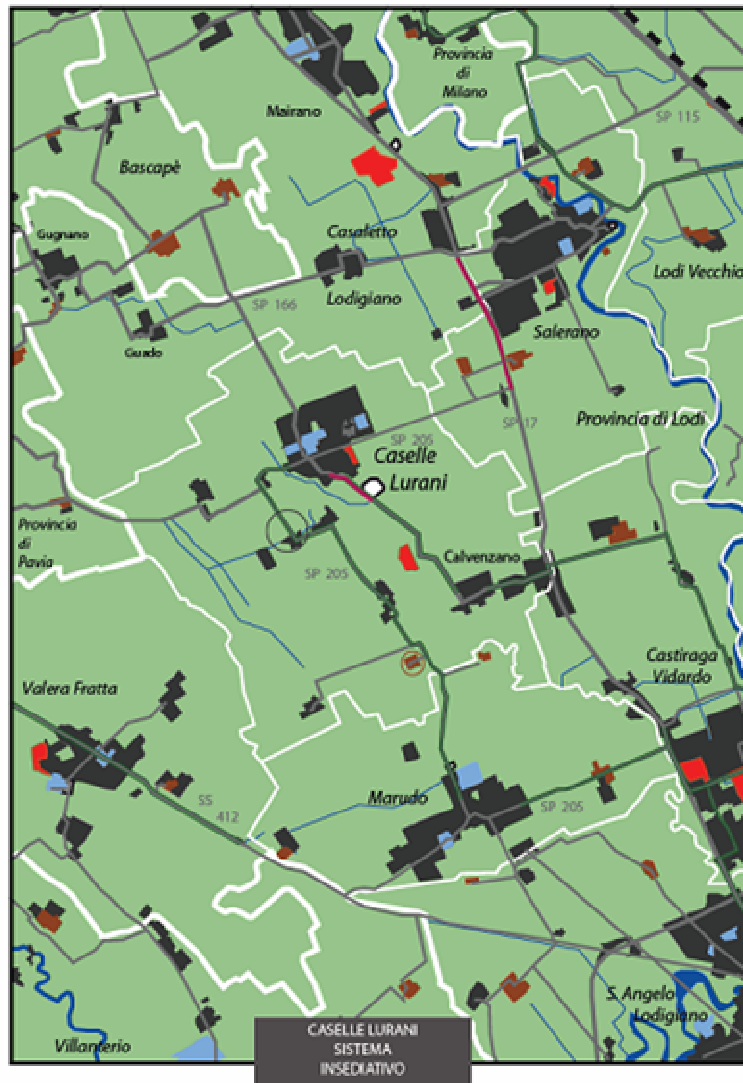 Provincia
di
Milano
Mairano
SP 115
Bascapè
Gugnano
Casaletto
Lodigiano
Lodi Vecchio
SP 166
Guado
Salerano
SP 17
Provincia di Lodi
SP 205
Caselle
Lurani
Provincia
di
Pavia
SP 205
Calvenzano
Castiraga
Vidardo
Valera Fratta
SS
412
Marudo
SP 205
S. Angelo
Lodigiano
Villanterio
CASELLE LURANI
SISTEMA
INSEDIATIVO